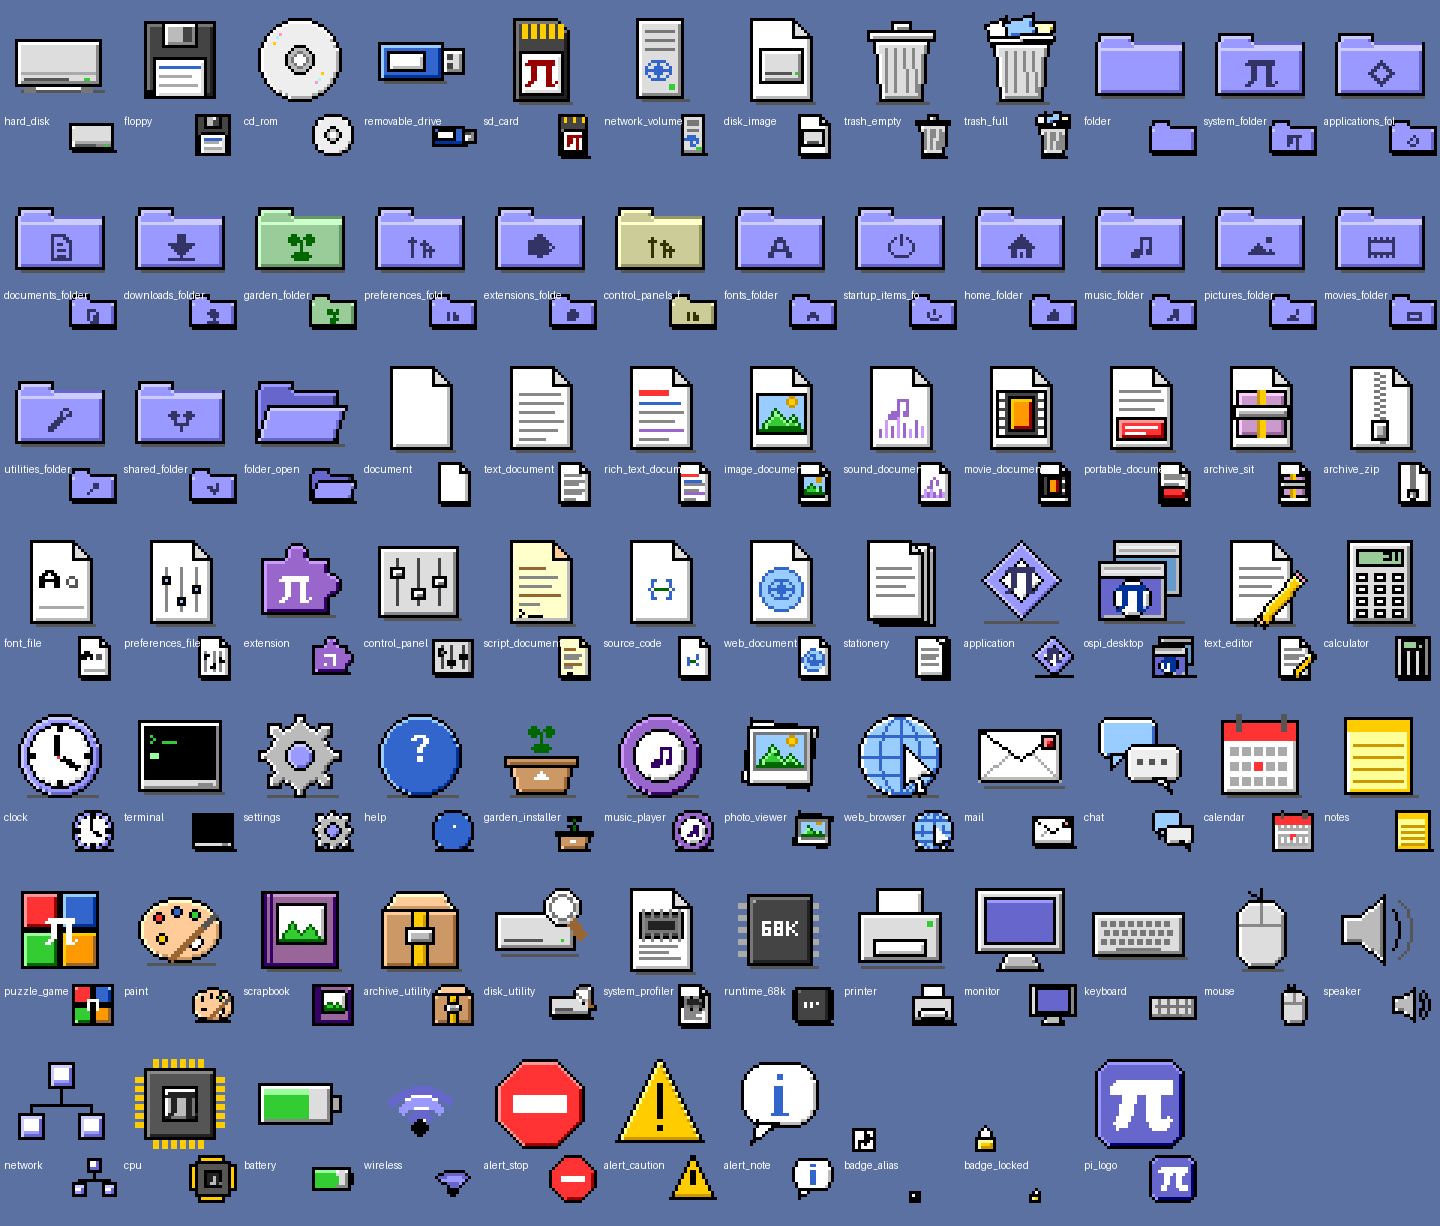 hard_disk floppy cd_rom removable_drive sd_card network_volume disk_image trash_empty trash_full folder system_folder applications_fol
documents_folder downloads_folder garden_folder preferences_fold extensions_folde control_panels_f fonts_folder startup_items_fo home_folder music_folder pictures_folder movies_folder
utilities_folder shared_folder folder_open document text_document rich_text_docum image_documen sound_documen movie_documen portable_docume archive_sit archive_zip
font_file preferences_file extension control_panel script_document source_code web_document stationery application ospi_desktop text_editor calculator
clock terminal settings help garden_installer music_player photo_viewer web_browser mail chat calendar notes
68K
puzzle_game paint scrapbook archive_utility disk_utility system_profiler runtime_68k printer monitor keyboard mouse speaker
network cpu battery wireless alert_stop alert_caution alert_note badge_alias badge_locked pi_logo